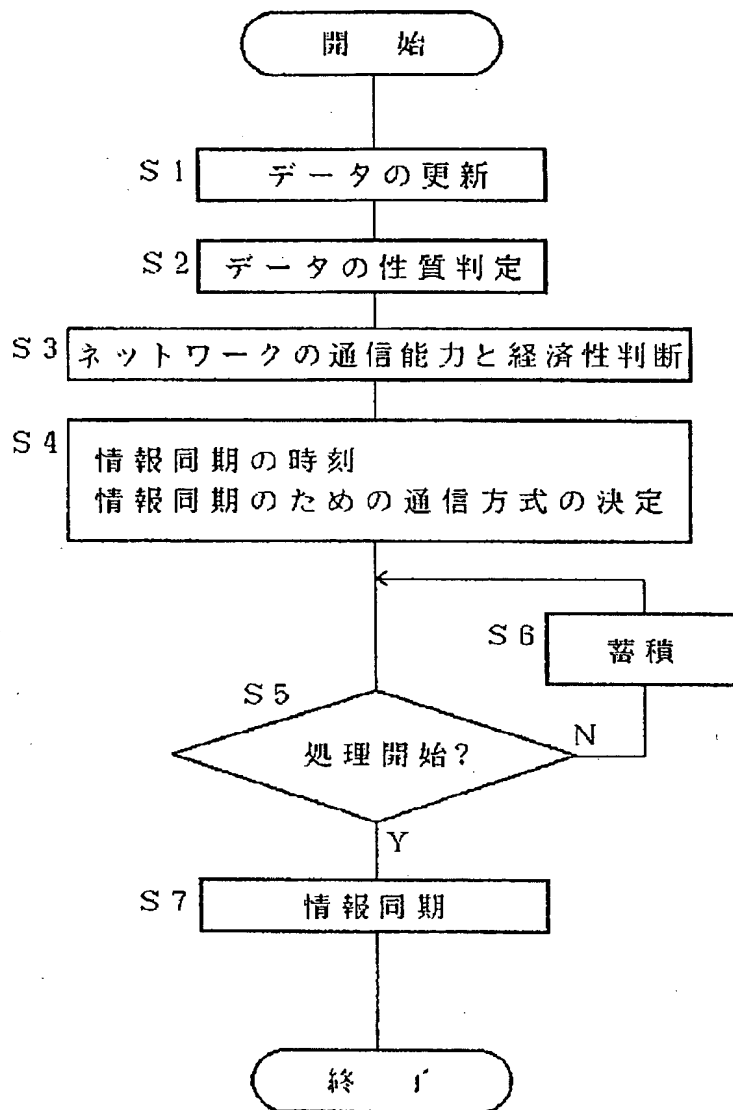 開 始
S1 データの更新
S2 データの性質判定
S3 ネットワークの通信能力と経済性判断
S4
情報同期の時刻
情報同期のための通信方式の決定
S6 蓄積
S5
処理開始?
N
Y
S7 情報同期
終 了